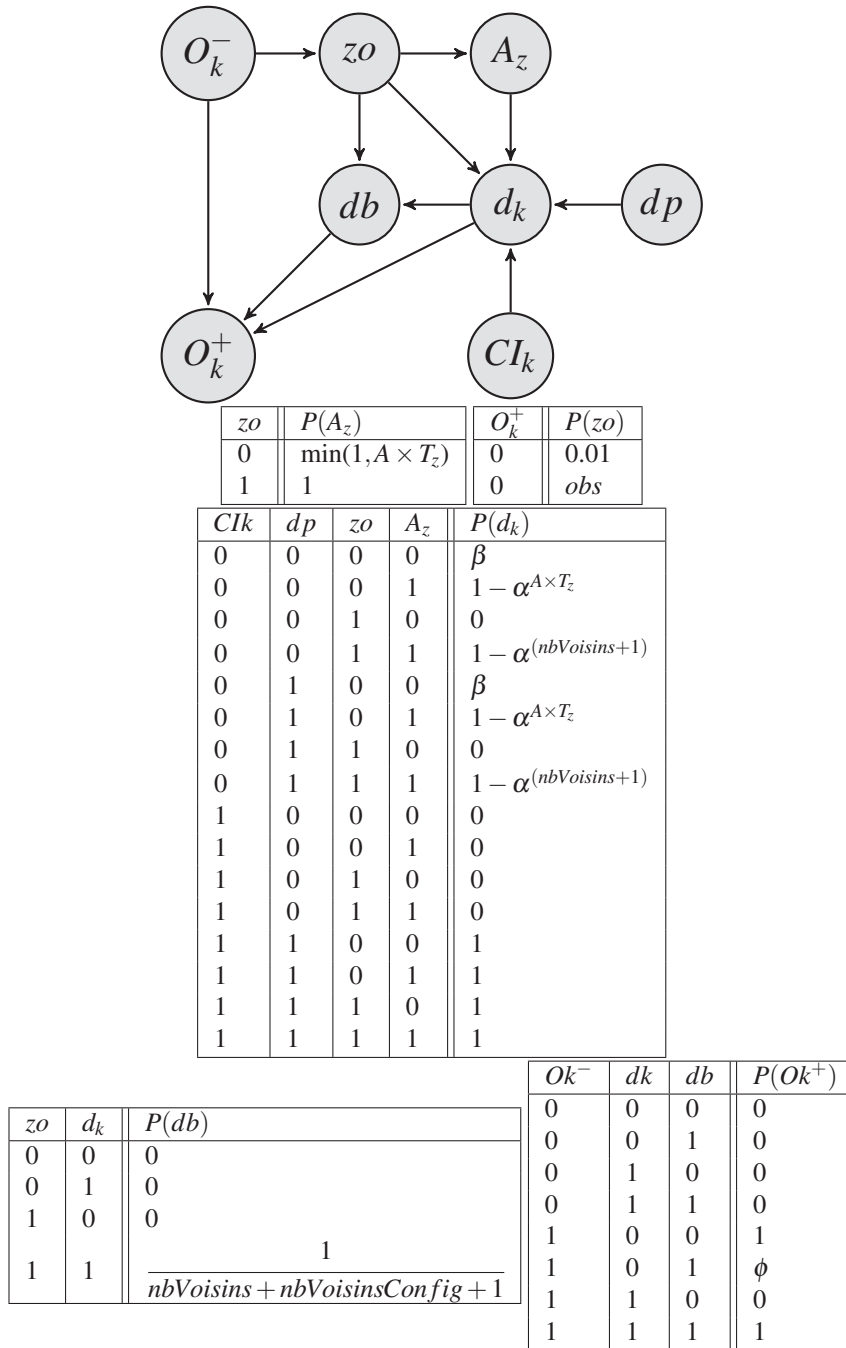 O_k^- zo A_z
db d_k dp
O_k^+ CI_k
zo P(A_z)
0 min(1, A × T_z)
1 1
O_k^+ P(zo)
0 0.01
0 obs
CIk dp zo A_z P(d_k)
0 0 0 0 β
0 0 0 1 1 − α^{A×T_z}
0 0 1 0 0
0 0 1 1 1 − α^{(nbVoisins+1)}
0 1 0 0 β
0 1 0 1 1 − α^{A×T_z}
0 1 1 0 0
0 1 1 1 1 − α^{(nbVoisins+1)}
1 0 0 0 0
1 0 0 1 0
1 0 1 0 0
1 0 1 1 0
1 1 0 0 1
1 1 0 1 1
1 1 1 0 1
1 1 1 1 1
zo d_k P(db)
0 0 0
0 1 0
1 0 0
1 1 1 / (nbVoisins + nbVoisinsConfig + 1)
Ok^- dk db P(Ok^+)
0 0 0 0
0 0 1 0
0 1 0 0
0 1 1 0
1 0 0 1
1 0 1 ϕ
1 1 0 0
1 1 1 1